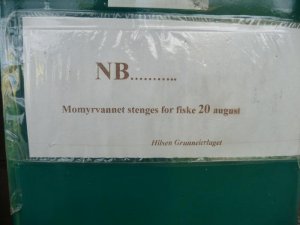 NB...........
Momyrvannet stenges for fiske 20 august
Hilsen Grunneierlaget